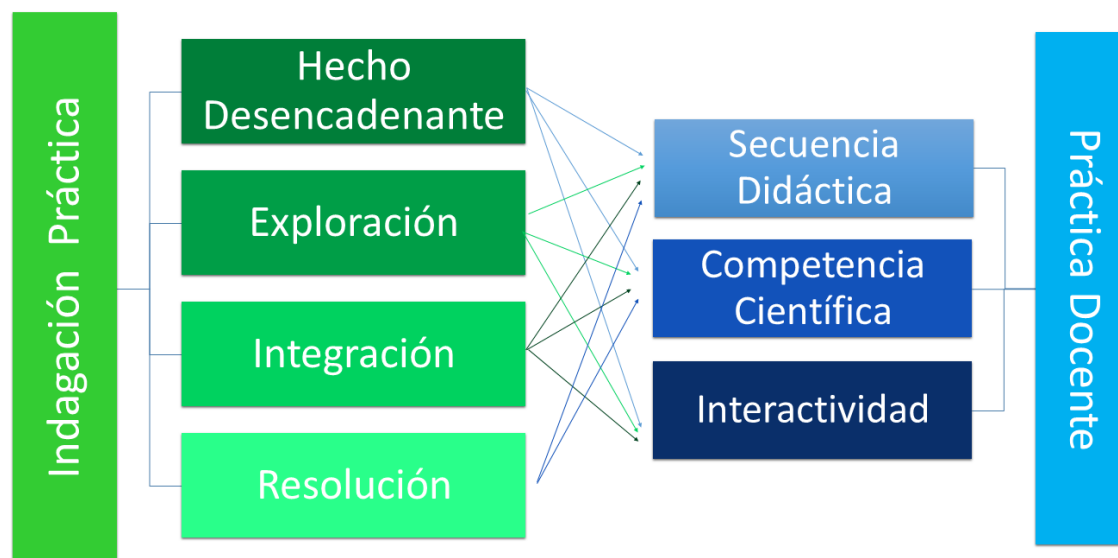 Indagación Práctica
Hecho
Desencadenante
Exploración
Integración
Resolución
Secuencia
Didáctica
Competencia
Científica
Interactividad
Práctica Docente